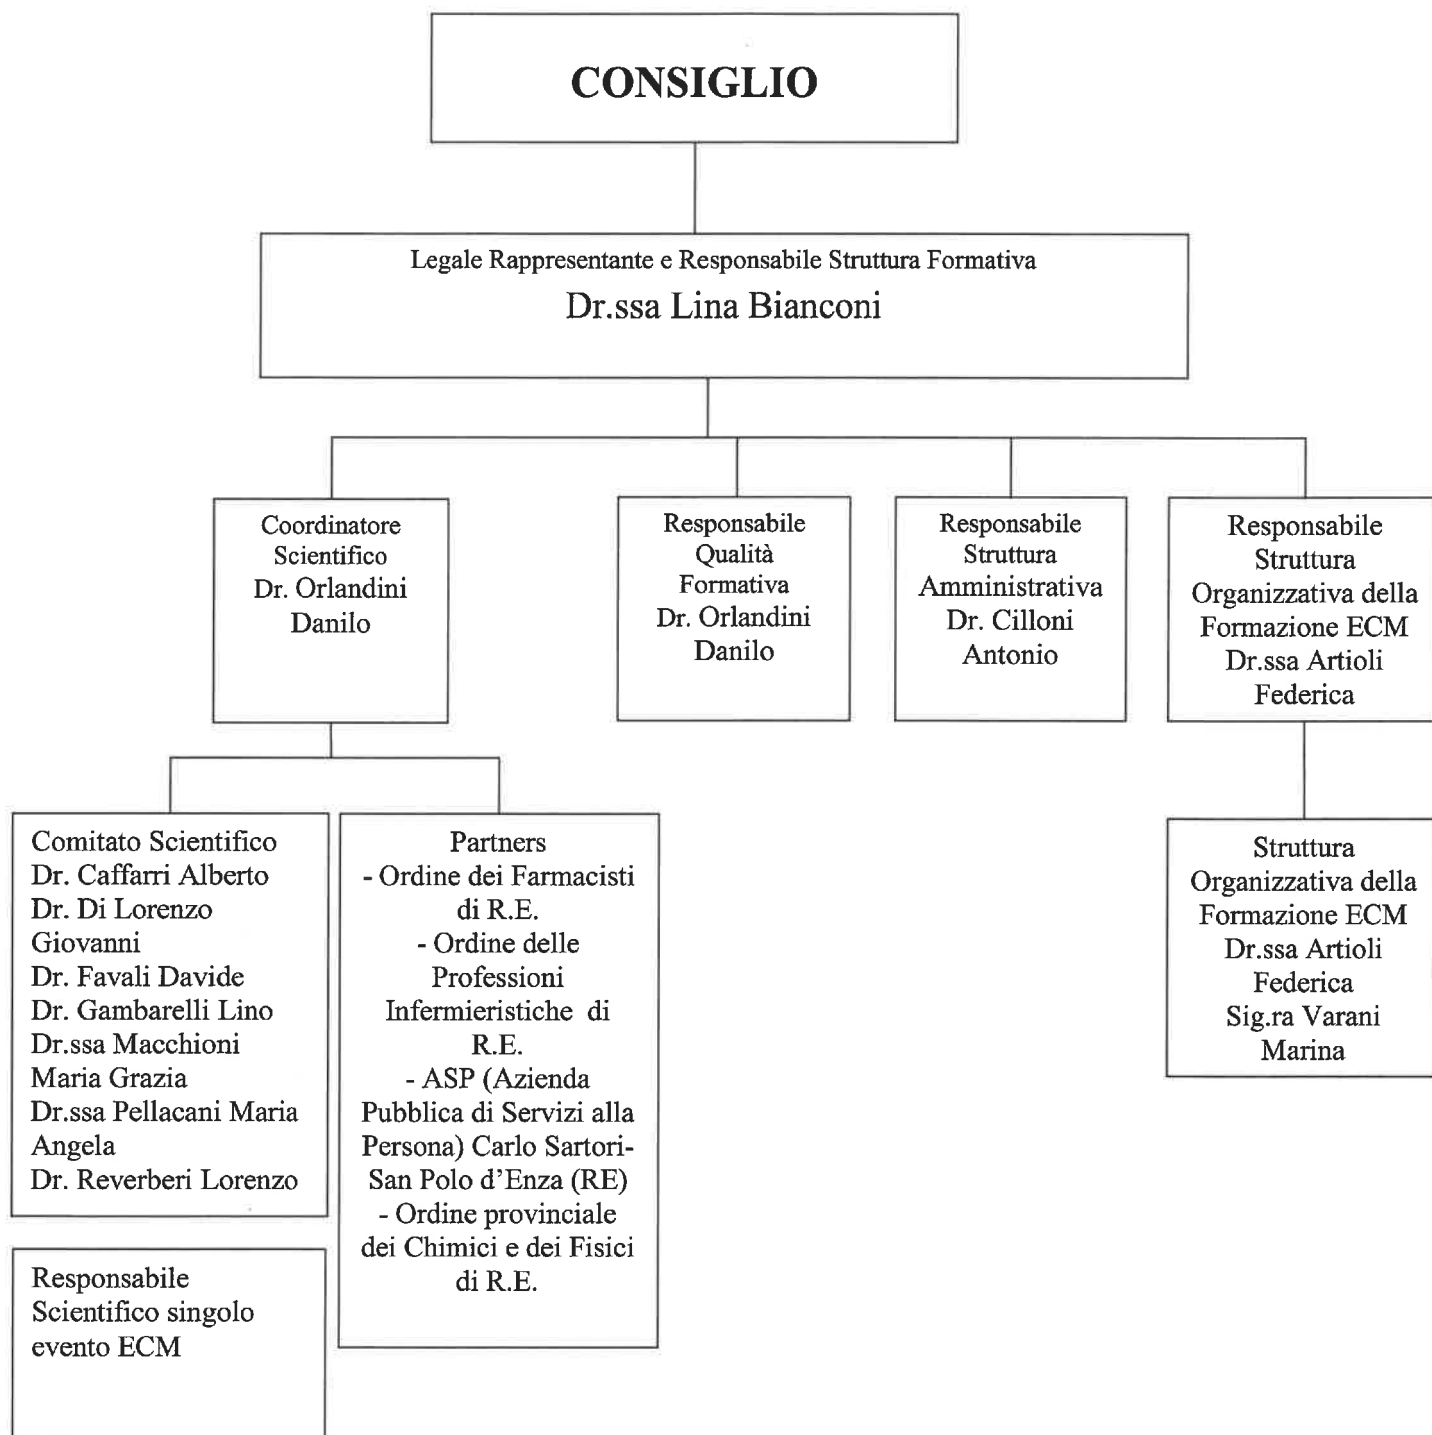 CONSIGLIO
Legale Rappresentante e Responsabile Struttura Formativa
Dr.ssa Lina Bianconi
Coordinatore
Scientifico
Dr. Orlandini
Danilo
Responsabile
Qualità
Formativa
Dr. Orlandini
Danilo
Responsabile
Struttura
Amministrativa
Dr. Cilloni
Antonio
Responsabile
Struttura
Organizzativa della
Formazione ECM
Dr.ssa Artioli
Federica
Comitato Scientifico
Dr. Caffarri Alberto
Dr. Di Lorenzo
Giovanni
Dr. Favali Davide
Dr. Gambarelli Lino
Dr.ssa Macchioni
Maria Grazia
Dr.ssa Pellacani Maria
Angela
Dr. Reverberi Lorenzo
Partners
- Ordine dei Farmacisti
di R.E.
- Ordine delle
Professioni
Infermieristiche di
R.E.
- ASP (Azienda
Pubblica di Servizi alla
Persona) Carlo Sartori-
San Polo d’Enza (RE)
- Ordine provinciale
dei Chimici e dei Fisici
di R.E.
Struttura
Organizzativa della
Formazione ECM
Dr.ssa Artioli
Federica
Sig.ra Varani
Marina
Responsabile
Scientifico singolo
evento ECM